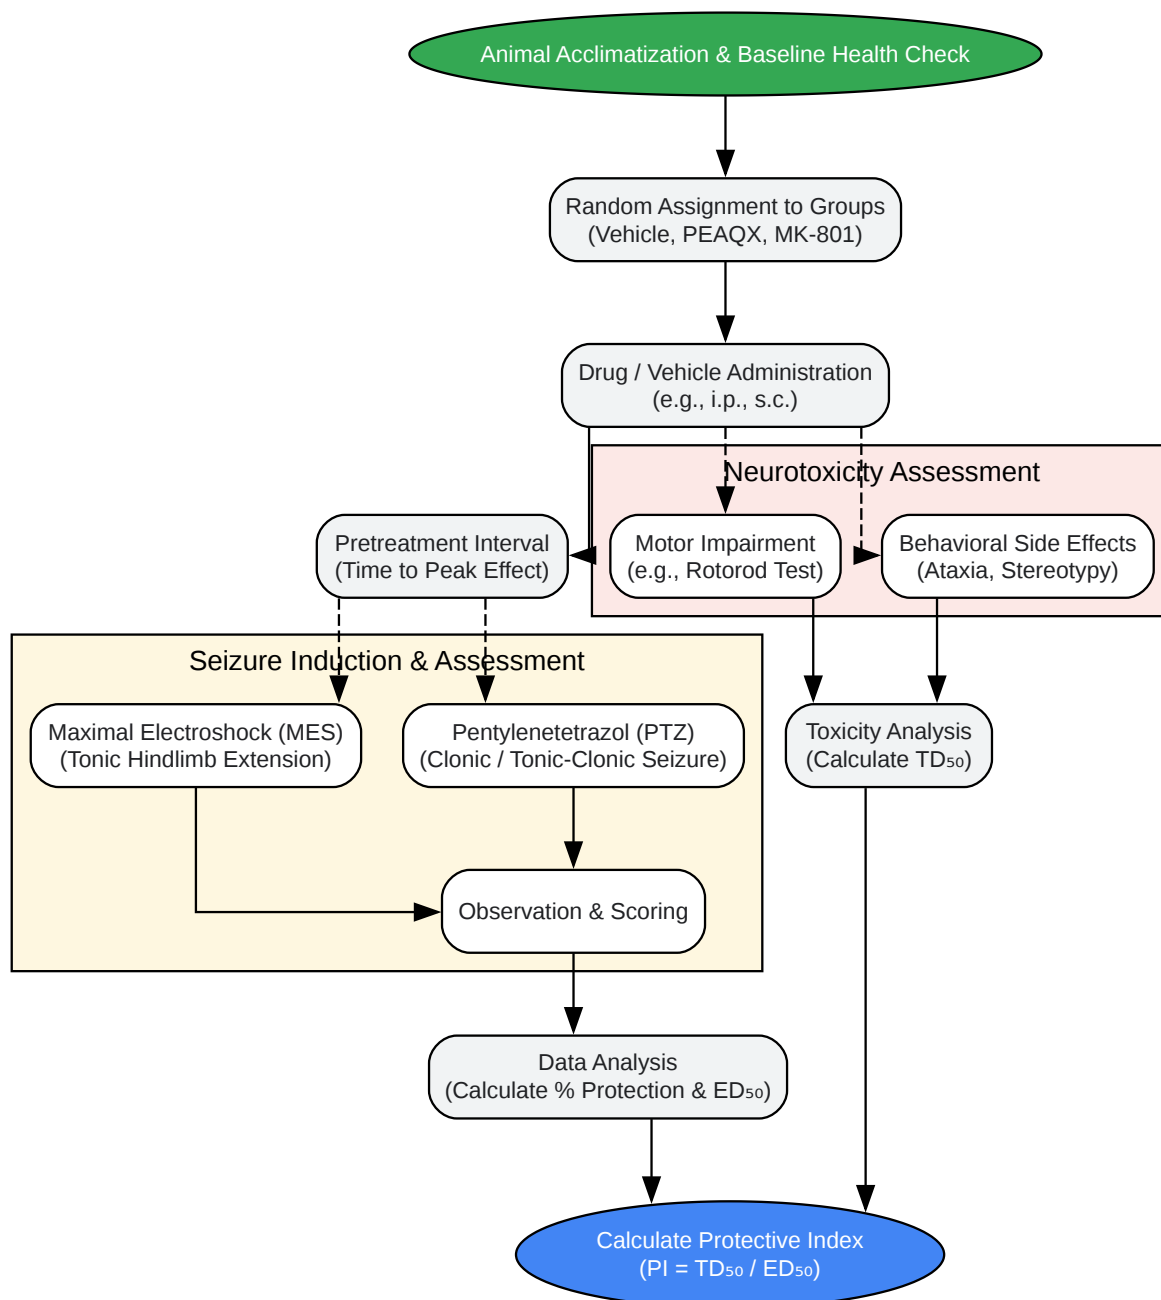 Animal Acclimatization & Baseline Health Check
Random Assignment to Groups
(Vehicle, PEAQX, MK-801)
Drug / Vehicle Administration
(e.g., i.p., s.c.)
Neurotoxicity Assessment
Pretreatment Interval
(Time to Peak Effect)
Motor Impairment
(e.g., Rotorod Test)
Behavioral Side Effects
(Ataxia, Stereotypy)
Seizure Induction & Assessment
Maximal Electroshock (MES)
(Tonic Hindlimb Extension)
Pentylenetetrazol (PTZ)
(Clonic / Tonic-Clonic Seizure)
Toxicity Analysis
(Calculate TD₅₀)
Observation & Scoring
Data Analysis
(Calculate % Protection & ED₅₀)
Calculate Protective Index
(PI = TD₅₀ / ED₅₀)